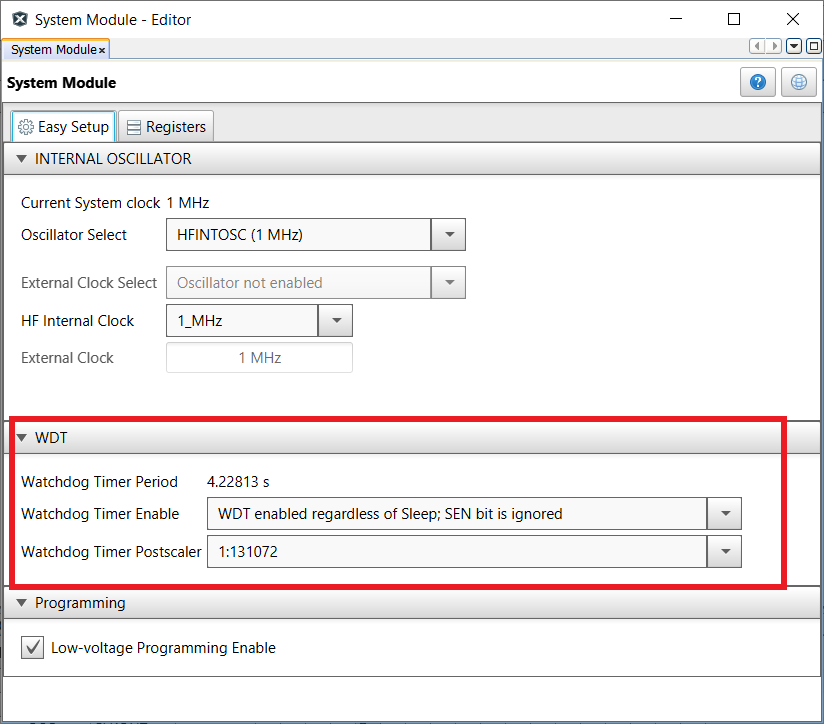 System Module - Editor
System Module×
System Module
Easy Setup
Registers
INTERNAL OSCILLATOR
Current System clock 1 MHz
Oscillator Select HFINTOSC (1 MHz)
External Clock Select Oscillator not enabled
HF Internal Clock 1_MHz
External Clock 1 MHz
WDT
Watchdog Timer Period 4.22813 s
Watchdog Timer Enable WDT enabled regardless of Sleep; SEN bit is ignored
Watchdog Timer Postscaler 1:131072
Programming
Low-voltage Programming Enable